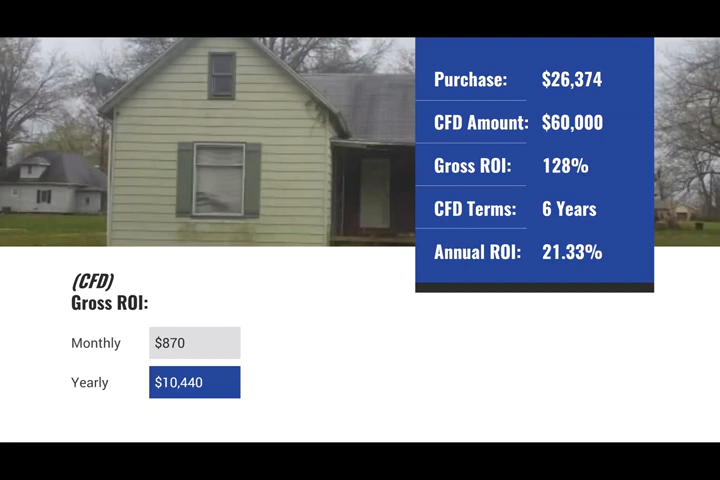 Purchase: $26,374
CFD Amount: $60,000
Gross ROI: 128%
CFD Terms: 6 Years
Annual ROI: 21.33%
(CFD)
Gross ROI:
Monthly $870
Yearly $10,440